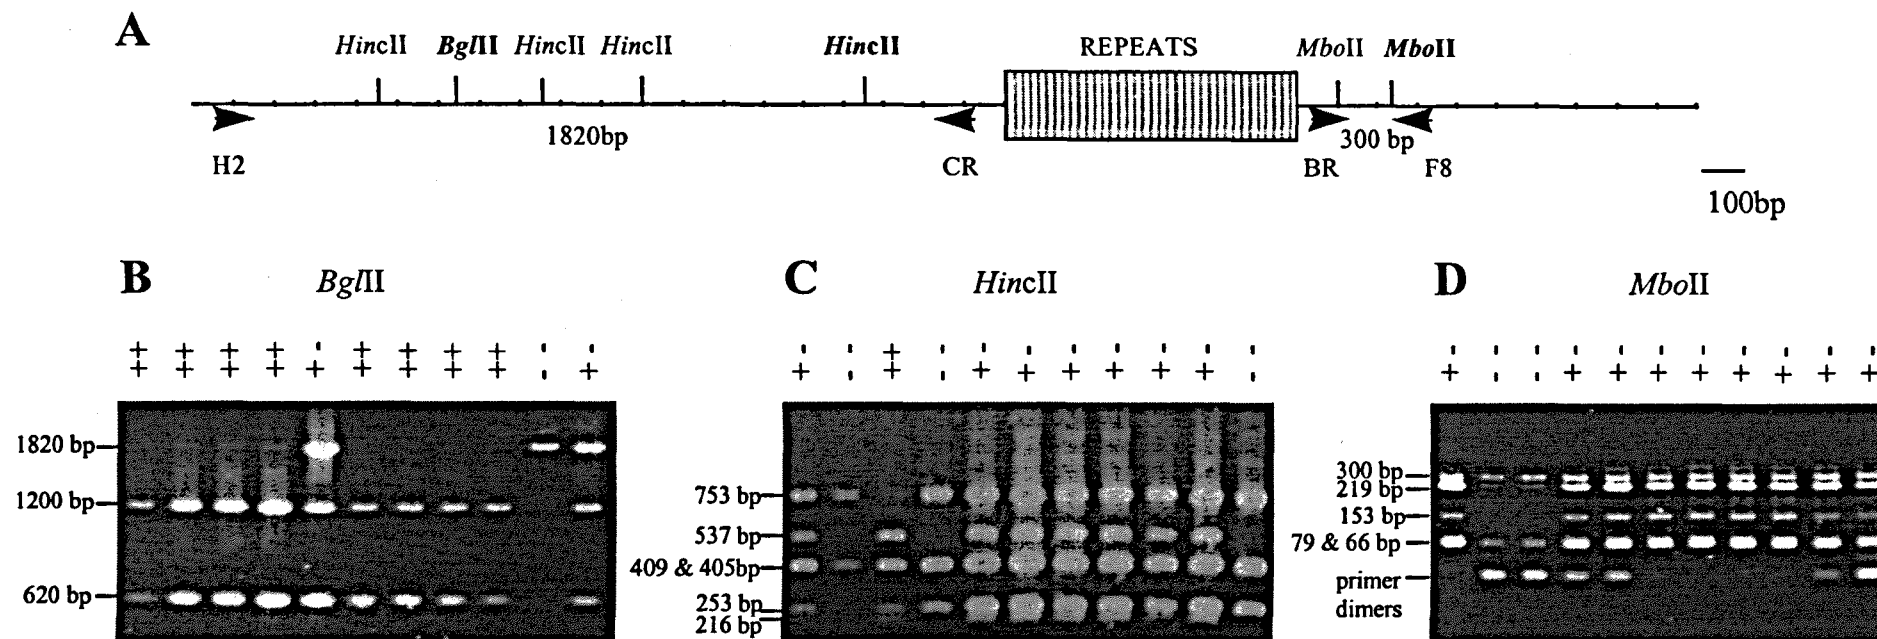 A
HincII BglII HincII HincII HincII REPEATS MboII MboII
1820bp 300 bp
H2 CR BR F8
100bp
B BglII
+ + + + - + + + + - -
+ + + + + + + + + - +
1820 bp
1200 bp
620 bp
C HincII
- - + - - - - - - - -
+ - + - + + + + + + -
753 bp
537 bp
409 & 405bp
253 bp
216 bp
D MboII
- - - - - - - - - - -
+ - - + + + + + + + +
300 bp
219 bp
153 bp
79 & 66 bp
primer
dimers